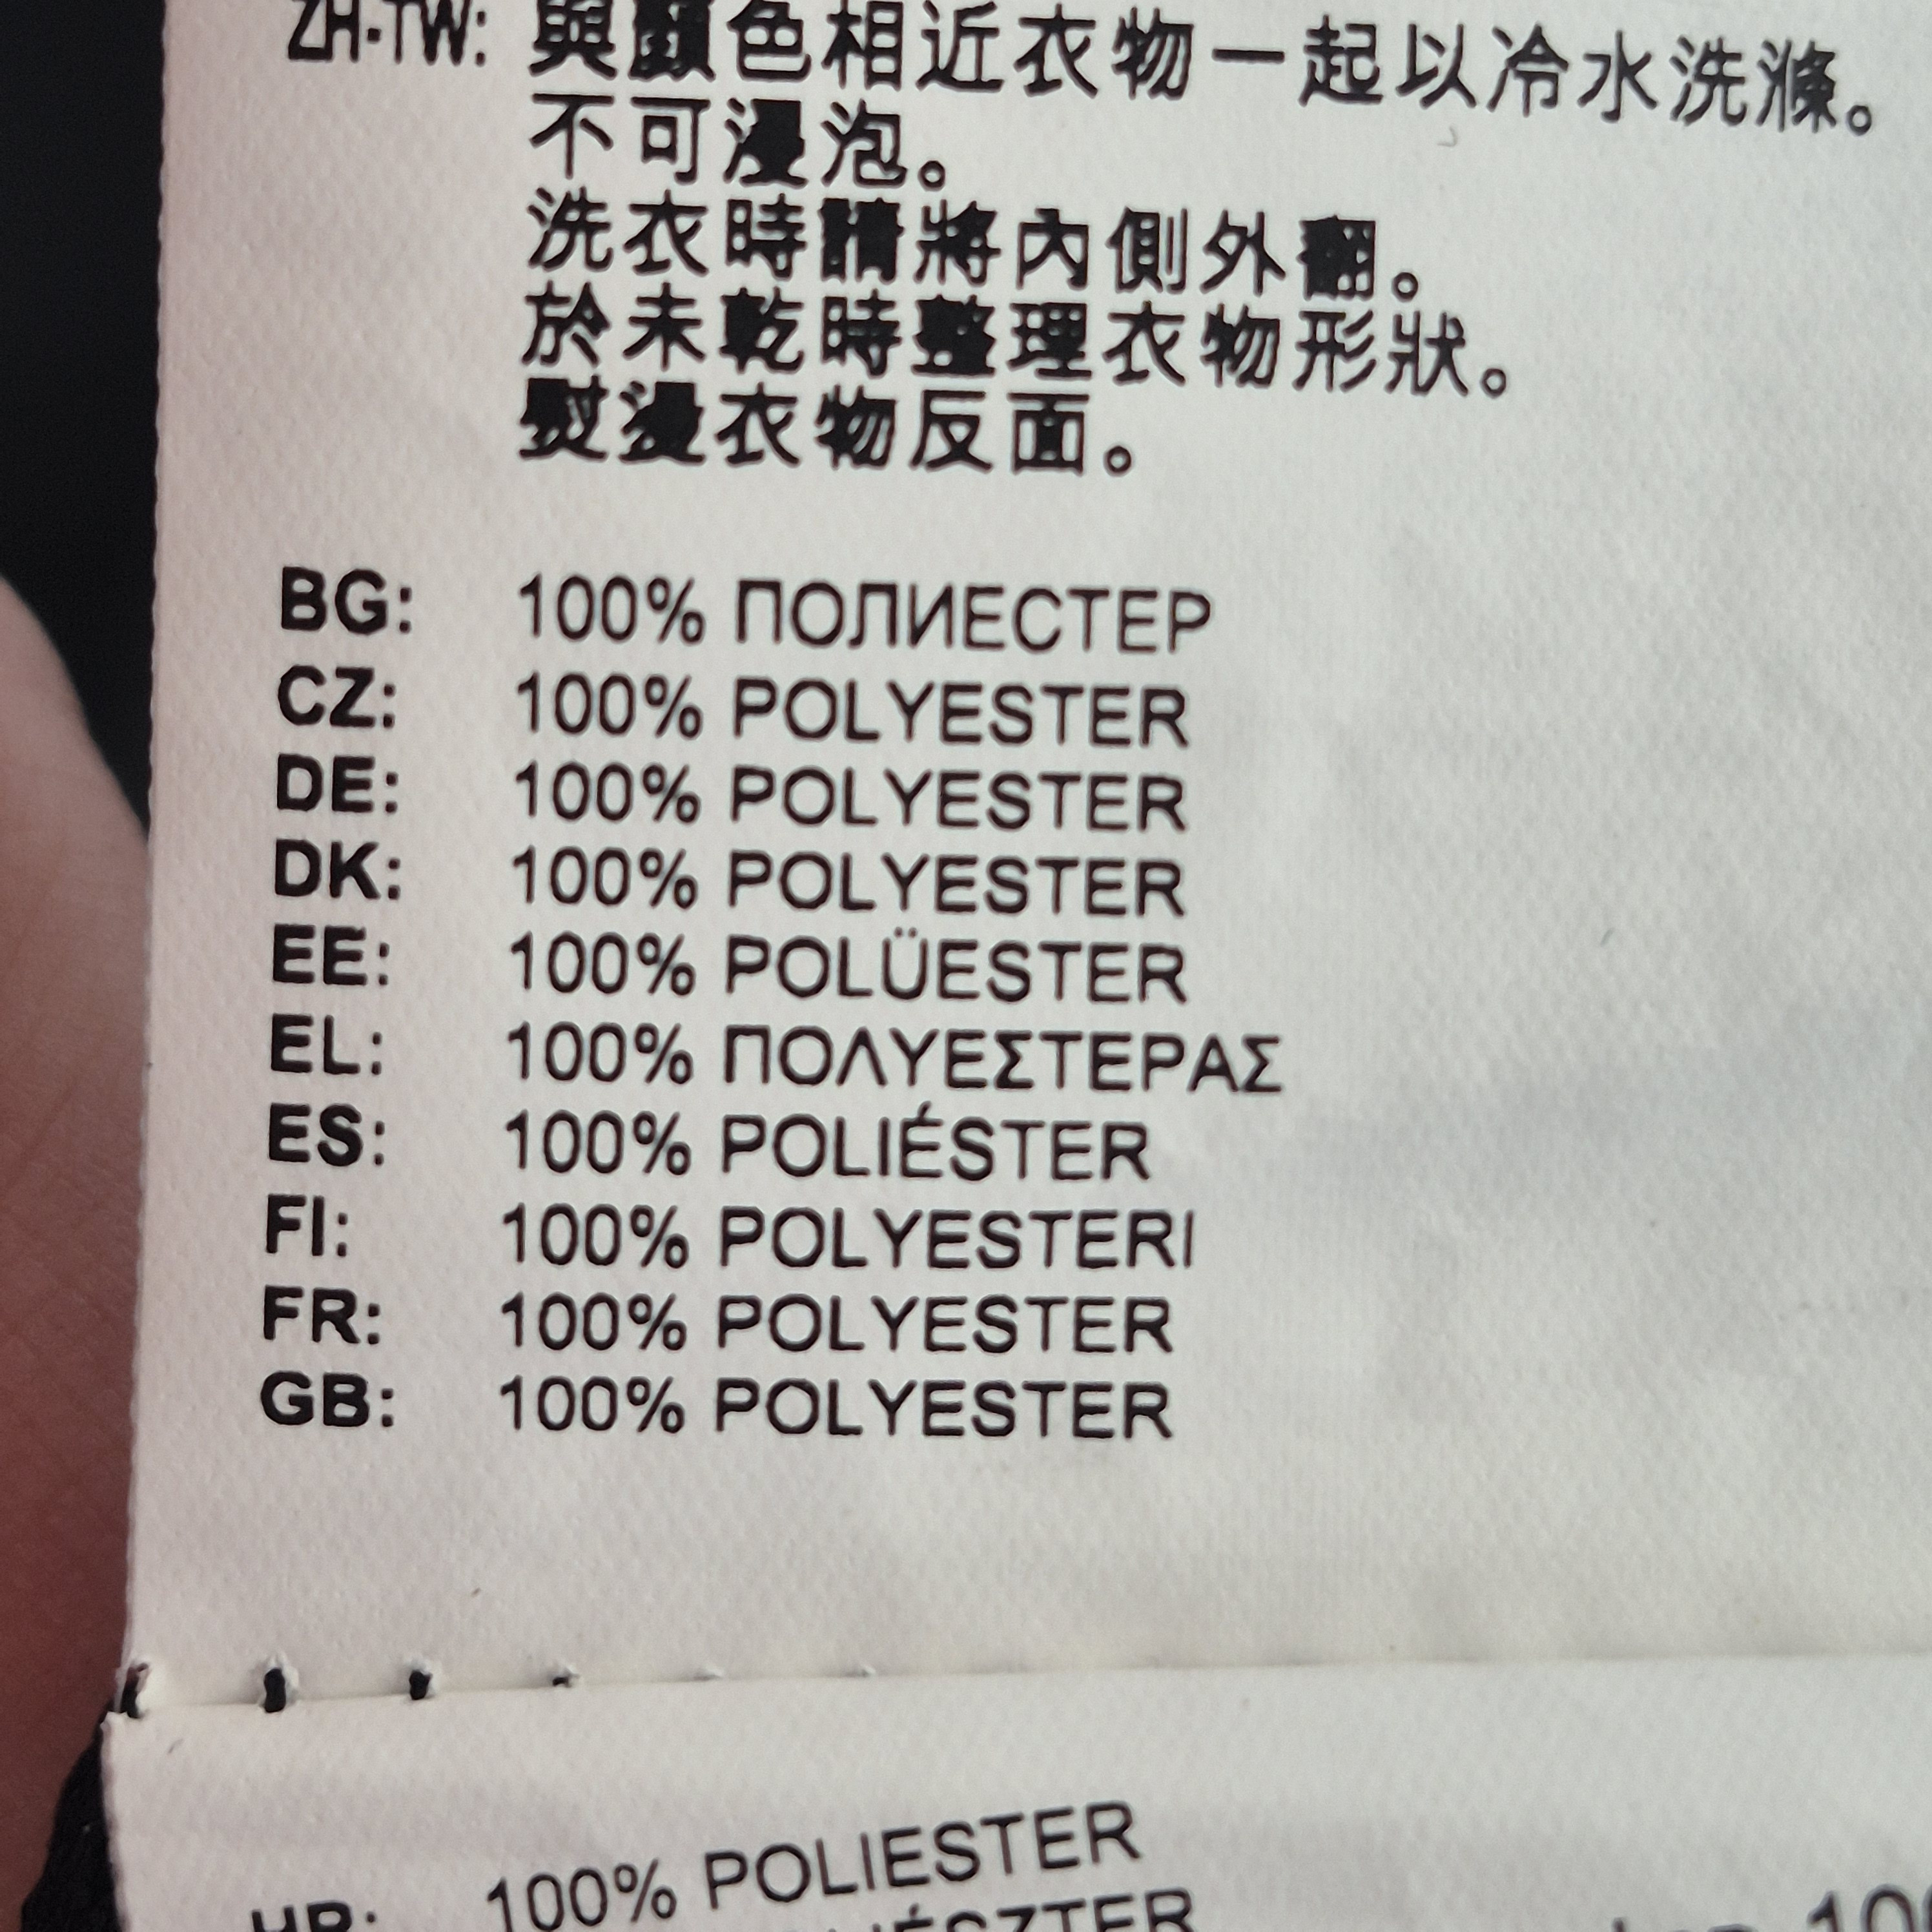 ZH-TW: 與顏色相近衣物一起以冷水洗滌。
不可浸泡。
洗衣時請將內側外翻。
於未乾時整理衣物形狀。
熨燙衣物反面。
BG: 100% ПОЛИЕСТЕР
CZ: 100% POLYESTER
DE: 100% POLYESTER
DK: 100% POLYESTER
EE: 100% POLÜESTER
EL: 100% ΠΟΛΥΕΣΤΕΡΑΣ
ES: 100% POLIÉSTER
FI: 100% POLYESTERI
FR: 100% POLYESTER
GB: 100% POLYESTER
HR: 100% POLIESTER